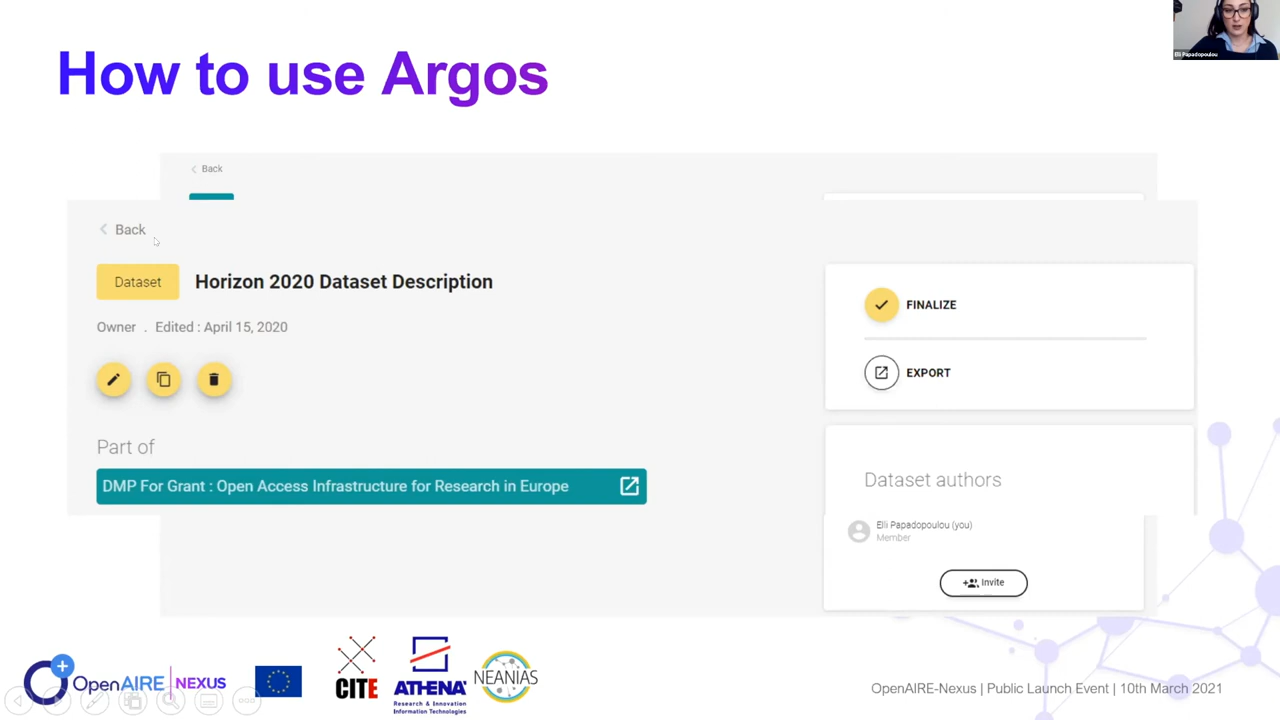 Elli Papadopoulou
How to use Argos
Back
Back
Dataset
Horizon 2020 Dataset Description
Owner . Edited : April 15, 2020
FINALIZE
EXPORT
Part of
DMP For Grant : Open Access Infrastructure for Research in Europe
Dataset authors
Elli Papadopoulou (you)
Member
Invite
OpenAIRE NEXUS
CITE
ATHENA
Research & Innovation
Information Technologies
NEANIAS
OpenAIRE-Nexus | Public Launch Event | 10th March 2021